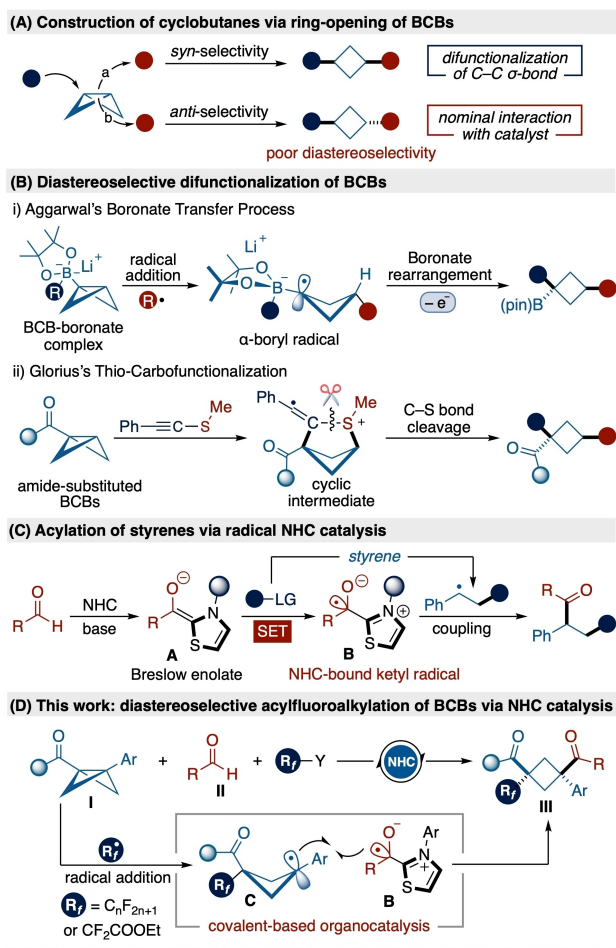 (A) Construction of cyclobutanes via ring-opening of BCBs
a
b
syn-selectivity
anti-selectivity
poor diastereoselectivity
difunctionalization
of C–C σ-bond
nominal interaction
with catalyst
(B) Diastereoselective difunctionalization of BCBs
i) Aggarwal's Boronate Transfer Process
O
O
B
−
Li+
R
BCB-boronate
complex
radical
addition
R•
Li+
O
O
B
−
H
α-boryl radical
Boronate
rearrangement
– e−
(pin)B
ii) Glorius's Thio-Carbofunctionalization
O
amide-substituted
BCBs
Ph
C
S
Me
Ph
C
S
+
Me
O
cyclic
intermediate
C–S bond
cleavage
O
(C) Acylation of styrenes via radical NHC catalysis
O
R
H
NHC
base
O
−
R
N
S
A
Breslow enolate
styrene
LG
SET
O
−
R
N
+
S
B
NHC-bound ketyl radical
Ph
coupling
O
R
Ph
(D) This work: diastereoselective acylfluoroalkylation of BCBs via NHC catalysis
O
Ar
I
+
O
R
H
II
+
Rf–Y
NHC
O
O
R
Rf
Ar
III
Rf•
radical addition
Rf = CnF2n+1
or CF2COOEt
O
Rf
Ar
C
O−
R
Ar
N
+
S
B
covalent-based organocatalysis